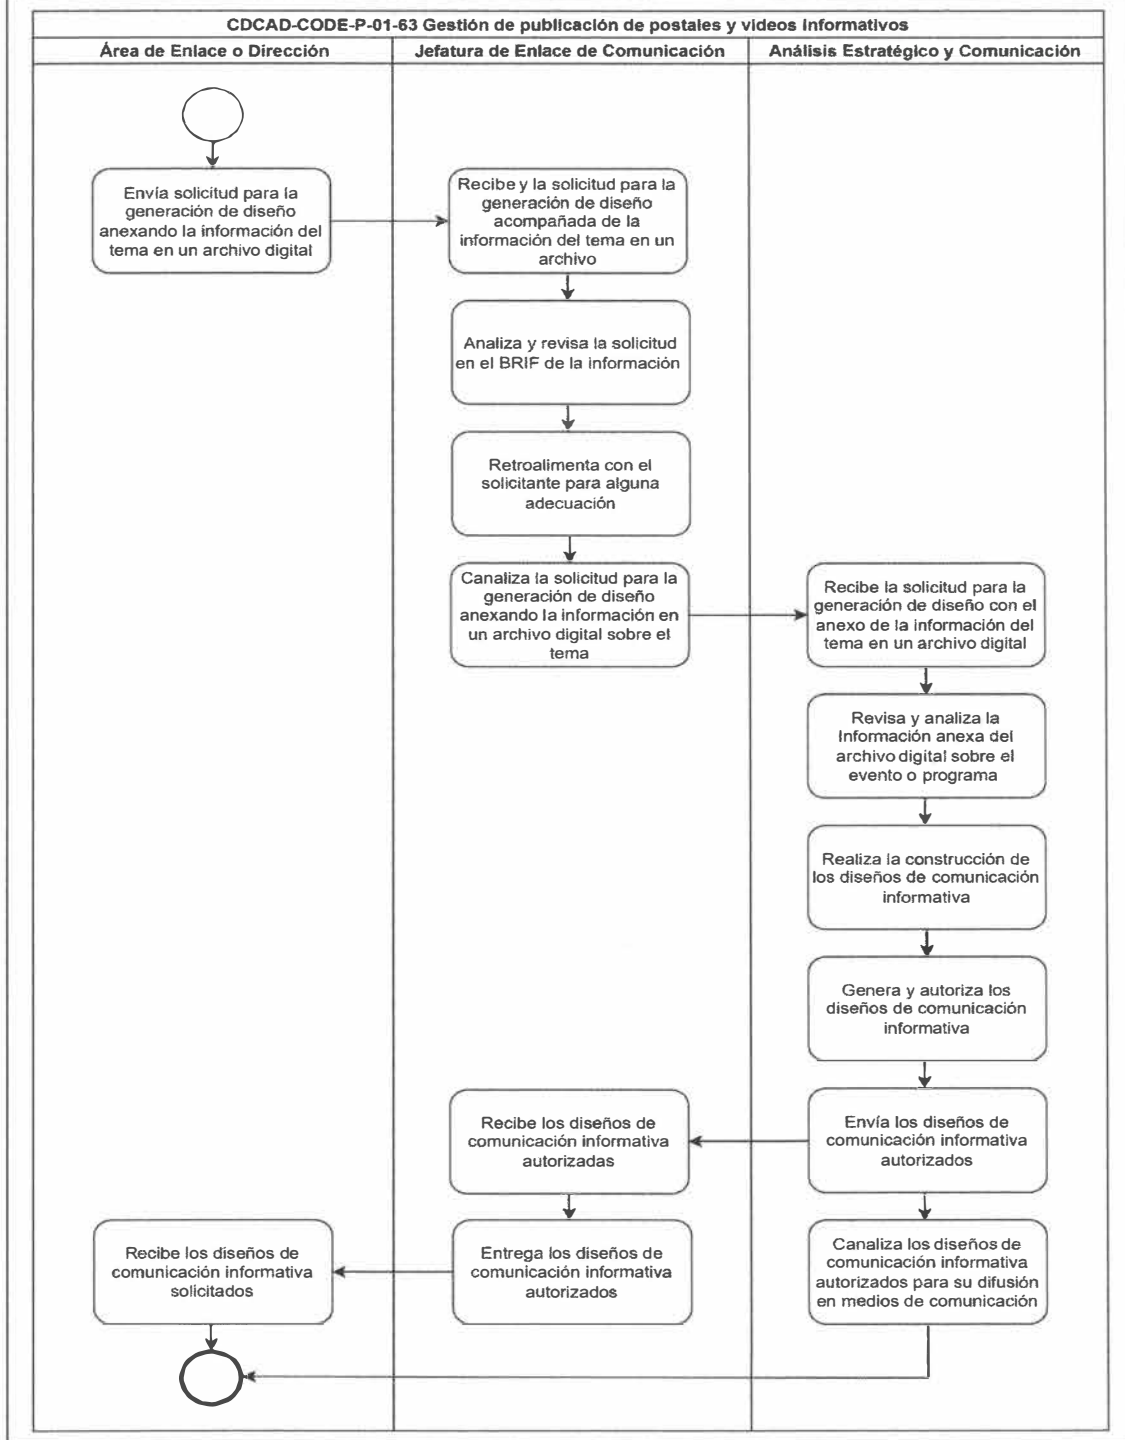 CDCAD-CODE-P-01-63 Gestión de publicación de postales y videos informativos
Área de Enlace o Dirección
Jefatura de Enlace de Comunicación
Análisis Estratégico y Comunicación
Envía solicitud para la
generación de diseño
anexando la información del
tema en un archivo digital
Recibe y la solicitud para la
generación de diseño
acompañada de la
información del tema en un
archivo
Analiza y revisa la solicitud
en el BRIF de la información
Retroalimenta con el
solicitante para alguna
adecuación
Canaliza la solicitud para la
generación de diseño
anexando la información en
un archivo digital sobre el
tema
Recibe la solicitud para la
generación de diseño con el
anexo de la información del
tema en un archivo digital
Revisa y analiza la
Información anexa del
archivo digital sobre el
evento o programa
Realiza la construcción de
los diseños de comunicación
informativa
Genera y autoriza los
diseños de comunicación
informativa
Envía los diseños de
comunicación informativa
autorizados
Recibe los diseños de
comunicación informativa
autorizadas
Canaliza los diseños de
comunicación informativa
autorizados para su difusión
en medios de comunicación
Entrega los diseños de
comunicación informativa
autorizados
Recibe los diseños de
comunicación informativa
solicitados